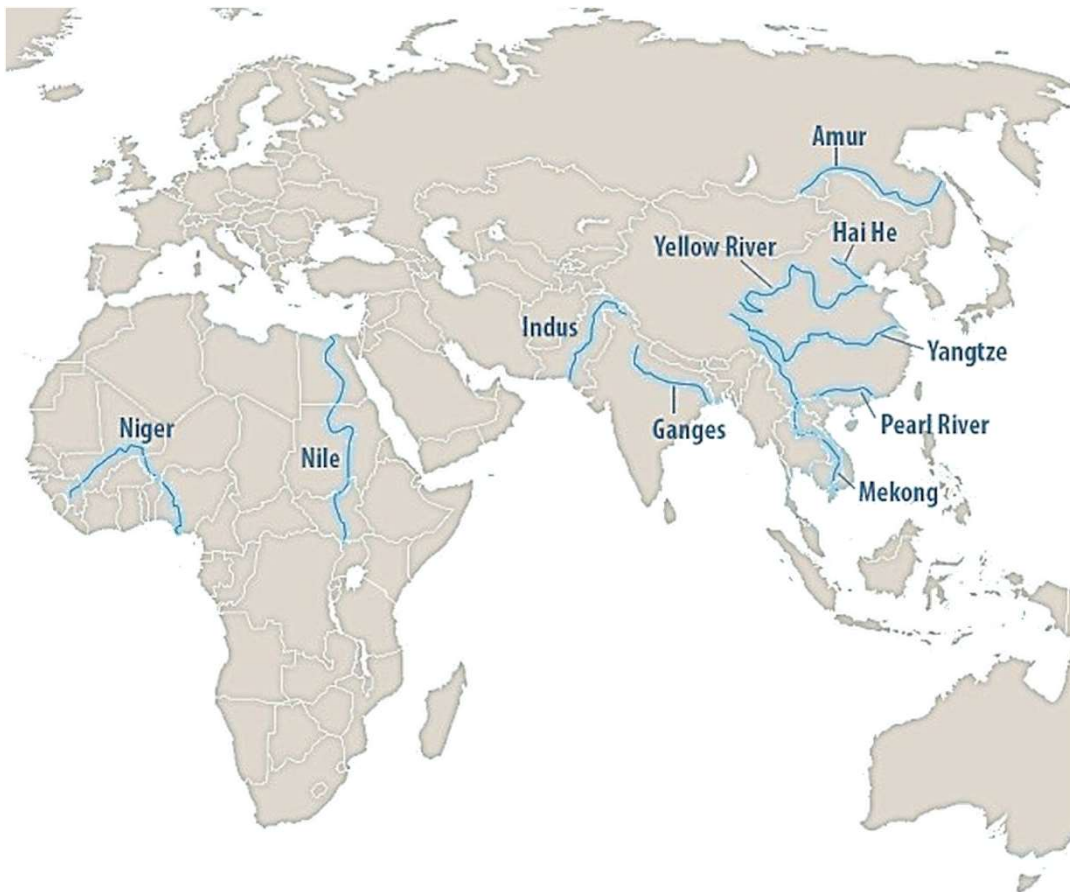 Amur
Hai He
Yellow River
Indus
Yangtze
Ganges
Pearl River
Niger
Nile
Mekong